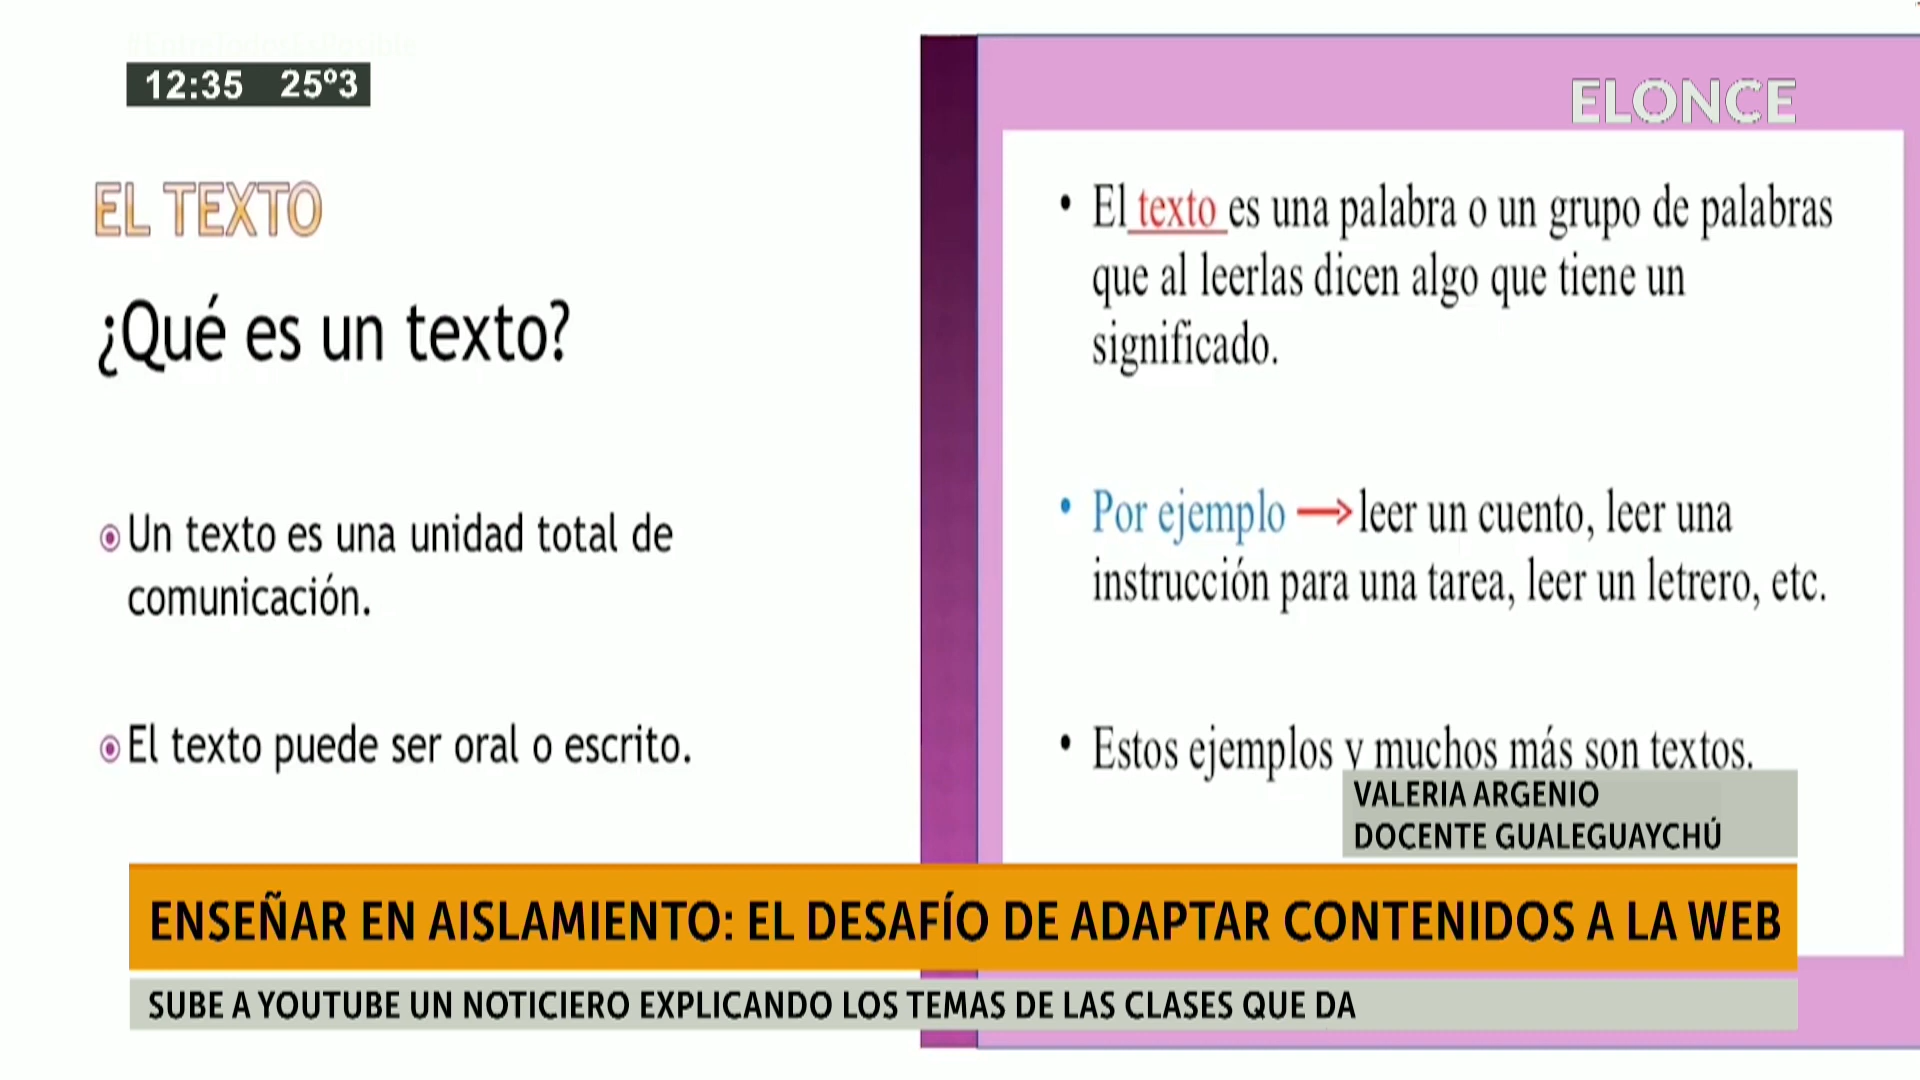 #EntreTodosEsPosible
12:35 25º3
ELONCE
EL TEXTO
¿Qué es un texto?
Un texto es una unidad total de
comunicación.
El texto puede ser oral o escrito.
• El texto es una palabra o un grupo de palabras
que al leerlas dicen algo que tiene un
significado.
• Por ejemplo → leer un cuento, leer una
instrucción para una tarea, leer un letrero, etc.
• Estos ejemplos y muchos más son textos.
VALERIA ARGENIO
DOCENTE GUALEGUAYCHÚ
ENSEÑAR EN AISLAMIENTO: EL DESAFÍO DE ADAPTAR CONTENIDOS A LA WEB
SUBE A YOUTUBE UN NOTICIERO EXPLICANDO LOS TEMAS DE LAS CLASES QUE DA